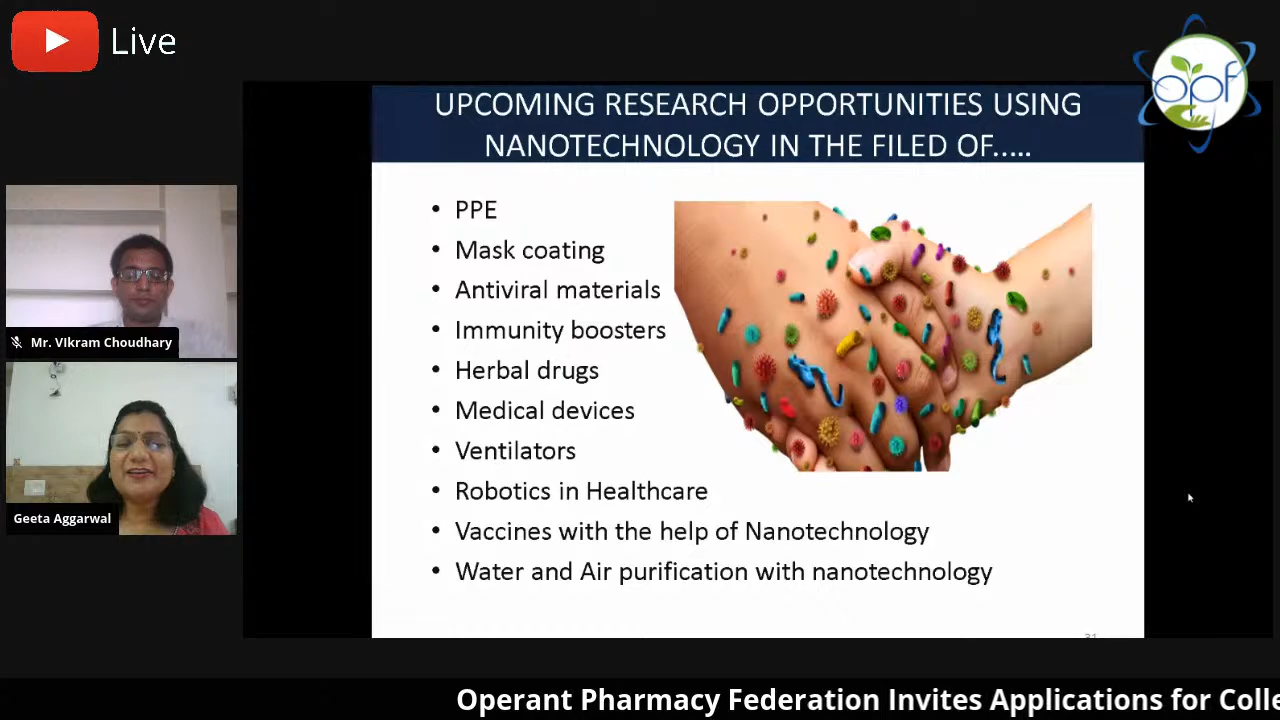 Live
opf
UPCOMING RESEARCH OPPORTUNITIES USING
NANOTECHNOLOGY IN THE FILED OF.....
• PPE
• Mask coating
• Antiviral materials
• Immunity boosters
• Herbal drugs
• Medical devices
• Ventilators
• Robotics in Healthcare
• Vaccines with the help of Nanotechnology
• Water and Air purification with nanotechnology
31
Mr. VIkram Choudhary
Geeta Aggarwal
Operant Pharmacy Federation Invites Applications for Colle